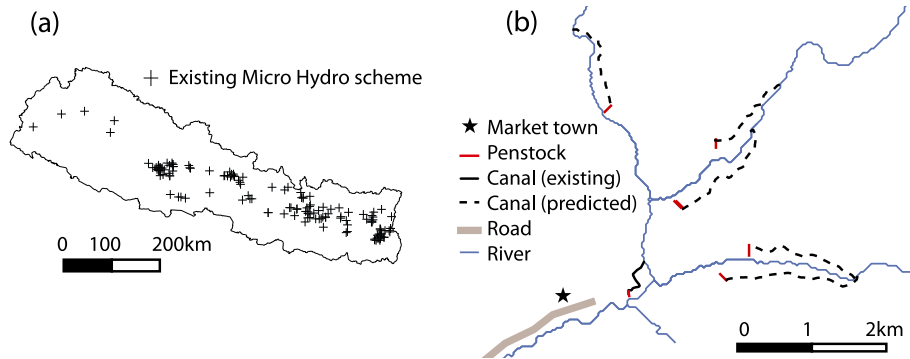 (a)
Existing Micro Hydro scheme
0 100 200km
(b)
Market town
Penstock
Canal (existing)
Canal (predicted)
Road
River
0 1 2km